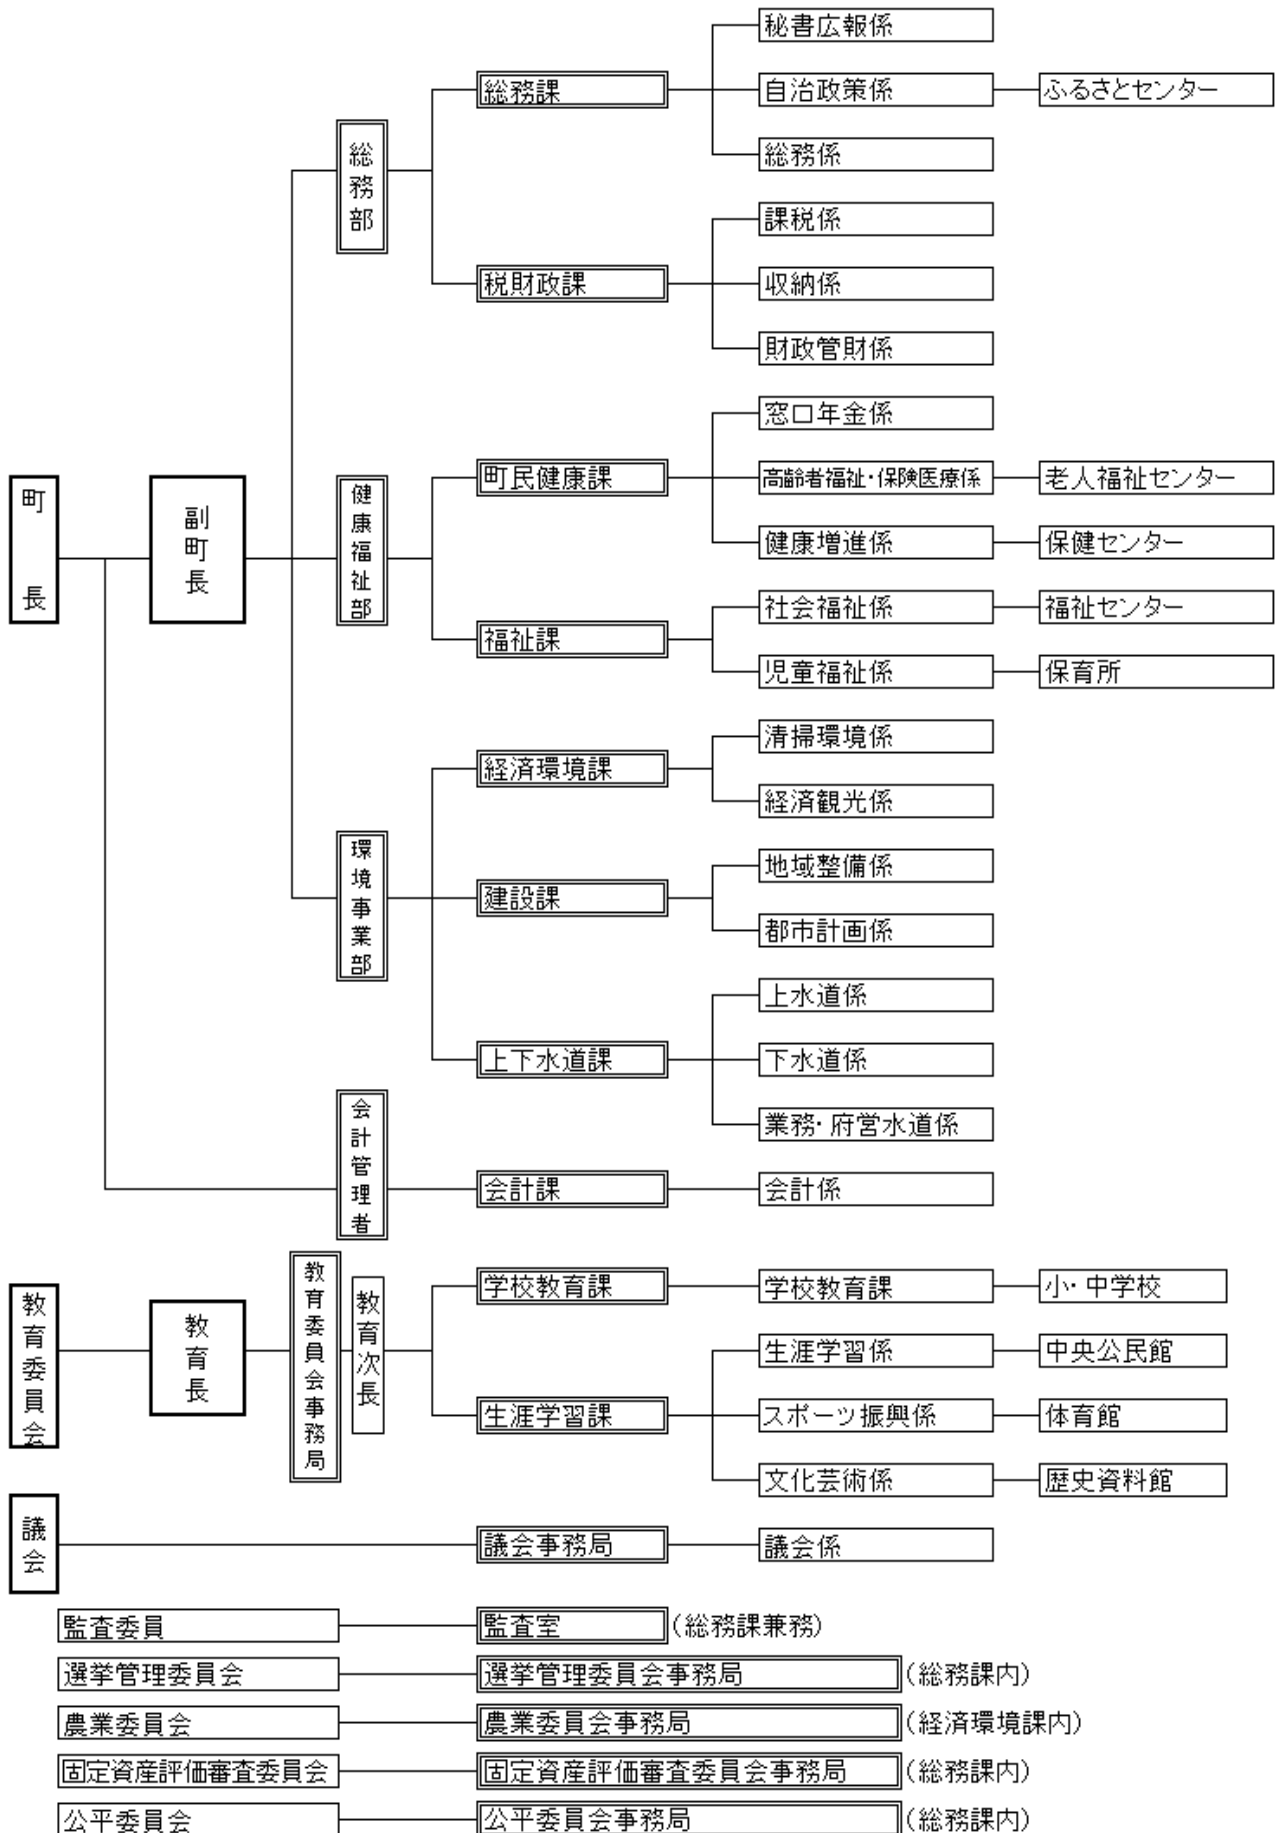 秘書広報係
総務課
自治政策係
ふるさとセンター
総務部
総務係
課税係
税財政課
収納係
財政管財係
窓口年金係
町長
副町長
健康福祉部
町民健康課
高齢者福祉・保険医療係
老人福祉センター
健康増進係
保健センター
社会福祉係
福祉センター
福祉課
児童福祉係
保育所
清掃環境係
経済環境課
経済観光係
環境事業部
地域整備係
建設課
都市計画係
上水道係
上下水道課
下水道係
業務・府営水道係
会計管理者
会計課
会計係
教育委員会
教育長
教育委員会事務局
教育次長
学校教育課
学校教育課
小・中学校
生涯学習係
中央公民館
生涯学習課
スポーツ振興係
体育館
文化芸術係
歴史資料館
議会
議会事務局
議会係
監査委員
監査室
(総務課兼務)
選挙管理委員会
選挙管理委員会事務局
(総務課内)
農業委員会
農業委員会事務局
(経済環境課内)
固定資産評価審査委員会
固定資産評価審査委員会事務局
(総務課内)
公平委員会
公平委員会事務局
(総務課内)